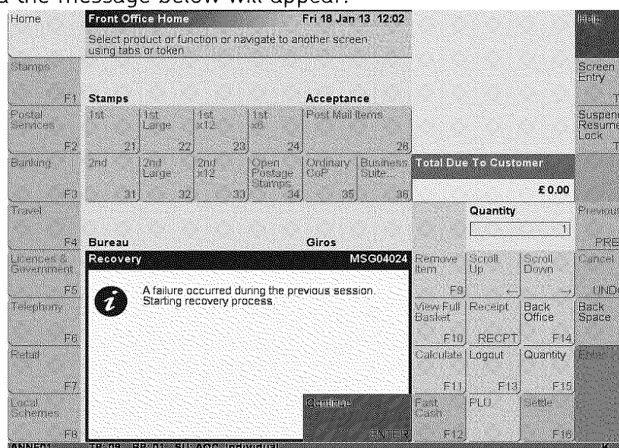 a the message below will appear:
Home
Front Office Home Fri 18 Jan 13 12:02
Help
Select product or function or navigate to another screen
using tabs or token
Stamps
F1
Screen
Entry
Stamps
Acceptance
Postal
Services
F2
1st
21
1st
Large
22
1st
x12
23
1st
x6
24
Post Mail Items
26
Suspend
Resume
Lock
Banking
F3
2nd
31
2nd
Large
32
2nd
x12
33
Open
Postage
Stamps
34
Ordinary
CoP
35
Business
Suite...
36
Total Due To Customer
£ 0.00
Travel
F4
Quantity
1
Previous
PRE
Bureau
Giros
Licences &
Government
F5
Recovery MSG04024
A failure occurred during the previous session.
Starting recovery process.
Remove
Item
F9
Scroll
Up
←
Scroll
Down
→
Cancel
UNDO
Telephony
F6
View Full
Basket
F10
Receipt
RECPT
Back
Office
F14
Back
Space
Retail
F7
Calculate
F11
Logout
F13
Quantity
F15
Enter
Local
Schemes
F8
Continue
ENTER
Fast
Cash
F12
PLU
Settle
F16